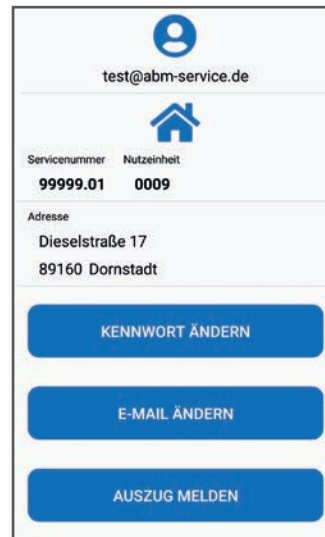 test@abm-service.de
Servicenummer Nutzeinheit
99999.01 0009
Adresse
Dieselstraße 17
89160 Dornstadt
KENNWORT ÄNDERN
E-MAIL ÄNDERN
AUSZUG MELDEN